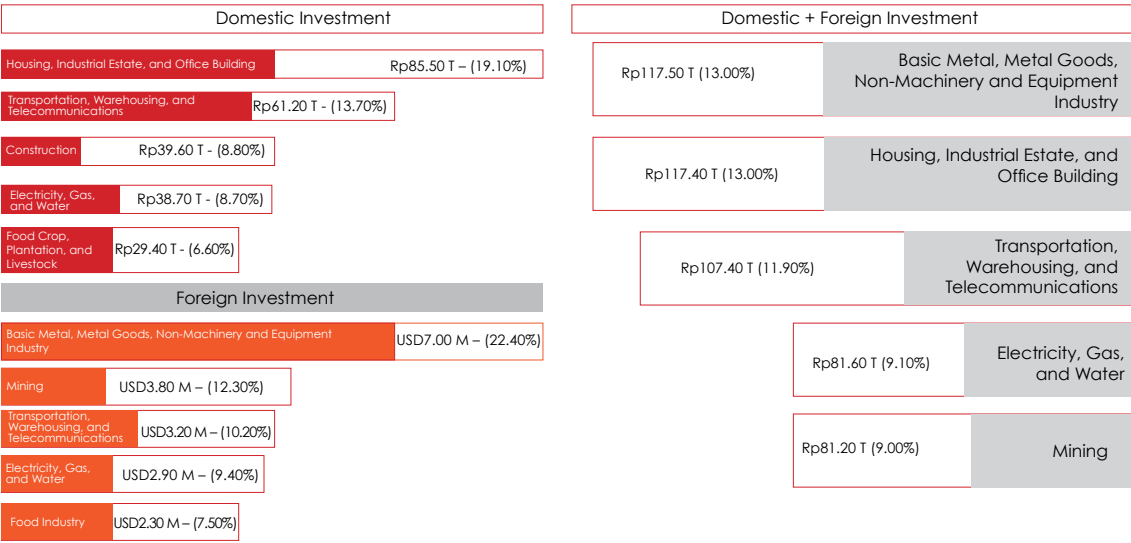 Domestic Investment
Housing, Industrial Estate, and Office Building
Rp85.50 T – (19.10%)
Transportation, Warehousing, and
Telecommunications
Rp61.20 T - (13.70%)
Construction
Rp39.60 T - (8.80%)
Electricity, Gas,
and Water
Rp38.70 T - (8.70%)
Food Crop,
Plantation, and
Livestock
Rp29.40 T - (6.60%)
Foreign Investment
Basic Metal, Metal Goods, Non-Machinery and Equipment
Industry
USD7.00 M – (22.40%)
Mining
USD3.80 M – (12.30%)
Transportation,
Warehousing, and
Telecommunications
USD3.20 M – (10.20%)
Electricity, Gas,
and Water
USD2.90 M – (9.40%)
Food Industry
USD2.30 M – (7.50%)
Domestic + Foreign Investment
Rp117.50 T (13.00%)
Basic Metal, Metal Goods,
Non-Machinery and Equipment
Industry
Rp117.40 T (13.00%)
Housing, Industrial Estate, and
Office Building
Rp107.40 T (11.90%)
Transportation,
Warehousing, and
Telecommunications
Rp81.60 T (9.10%)
Electricity, Gas,
and Water
Rp81.20 T (9.00%)
Mining